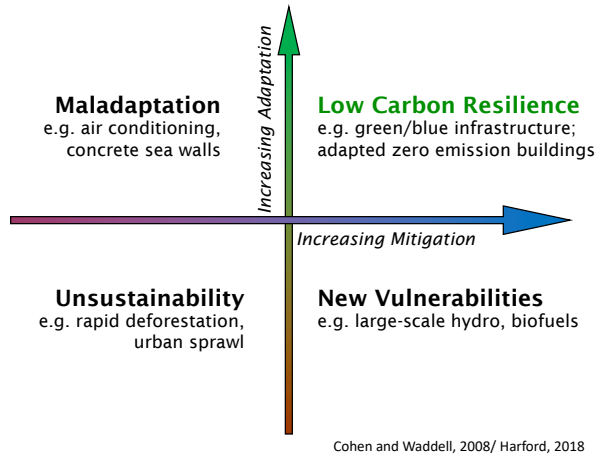 Maladaptation
e.g. air conditioning,
concrete sea walls
Increasing Adaptation
Low Carbon Resilience
e.g. green/blue infrastructure;
adapted zero emission buildings
Increasing Mitigation
Unsustainability
e.g. rapid deforestation,
urban sprawl
New Vulnerabilities
e.g. large-scale hydro, biofuels
Cohen and Waddell, 2008/ Harford, 2018